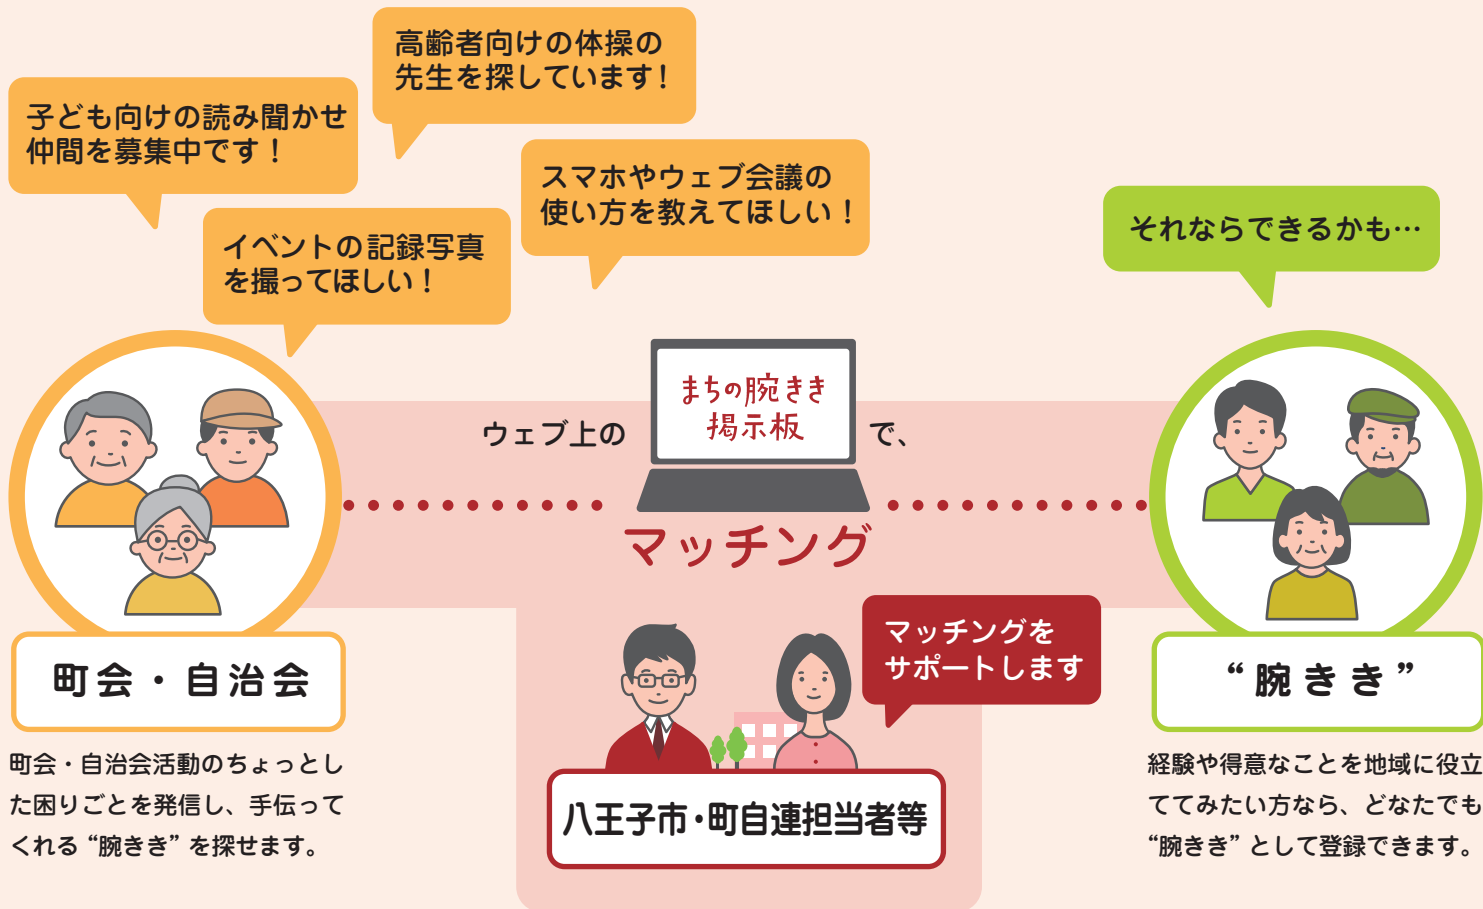 高齢者向けの体操の
先生を探しています！
子ども向けの読み聞かせ
仲間を募集中です！
スマホやウェブ会議の
使い方を教えてほしい！
イベントの記録写真
を撮ってほしい！
それならできるかも…
ウェブ上の
まちの腕きき
掲示板
で、
マッチング
マッチングを
サポートします
町会・自治会
町会・自治会活動のちょっとし
た困りごとを発信し、手伝って
くれる“腕きき”を探せます。
八王子市・町自連担当者等
“腕きき”
経験や得意なことを地域に役立
ててみたい方なら、どなたでも
“腕きき”として登録できます。